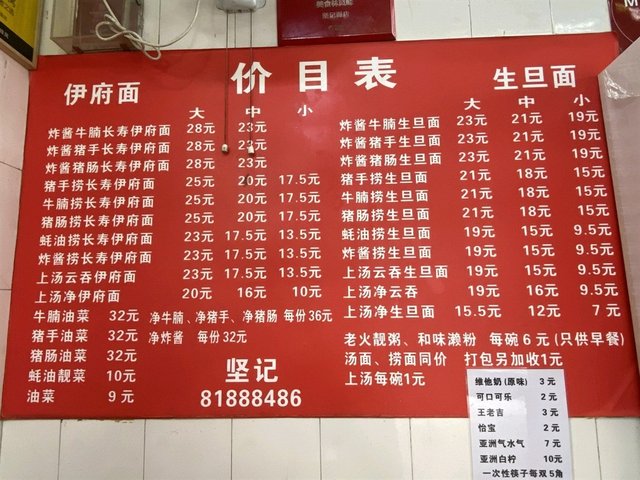 美食桃园熊
坚记面店
M
价目表
伊府面
大 中 小
炸酱牛腩长寿伊府面 28元 23元
炸酱猪手长寿伊府面 28元 23元
炸酱猪肠长寿伊府面 28元 23元
猪手捞长寿伊府面 25元 20元 17.5元
牛腩捞长寿伊府面 25元 20元 17.5元
猪肠捞长寿伊府面 25元 20元 17.5元
蚝油捞长寿伊府面 23元 17.5元 13.5元
炸酱捞长寿伊府面 23元 17.5元 13.5元
上汤云吞伊府面 23元 17.5元 13.5元
上汤净伊府面 20元 16元 10元
牛腩油菜 32元 净牛腩、净猪手、净猪肠 每份36元
猪手油菜 32元 净炸酱 每份32元
猪肠油菜 32元
蚝油靓菜 10元
油菜 9元
坚记
81888486
生旦面
大 中 小
炸酱牛腩生旦面 23元 21元 19元
炸酱猪手生旦面 23元 21元 19元
炸酱猪肠生旦面 23元 21元 19元
猪手捞生旦面 21元 18元 15元
牛腩捞生旦面 21元 18元 15元
猪肠捞生旦面 21元 18元 15元
蚝油捞生旦面 19元 15元 9.5元
炸酱捞生旦面 19元 15元 9.5元
上汤云吞生旦面 19元 15元 9.5元
上汤净云吞 19元 16元 9.5元
上汤净生旦面 15.5元 12元 7元
老火靓粥、和味濑粉 每碗6元(只供早餐)
汤面、捞面同价 打包另加收1元
上汤每碗1元
维他奶(原味) 3元
可口可乐 2元
王老吉 3元
怡宝 2元
亚洲气水气 7元
亚洲白柠 10元
一次性筷子每双5角